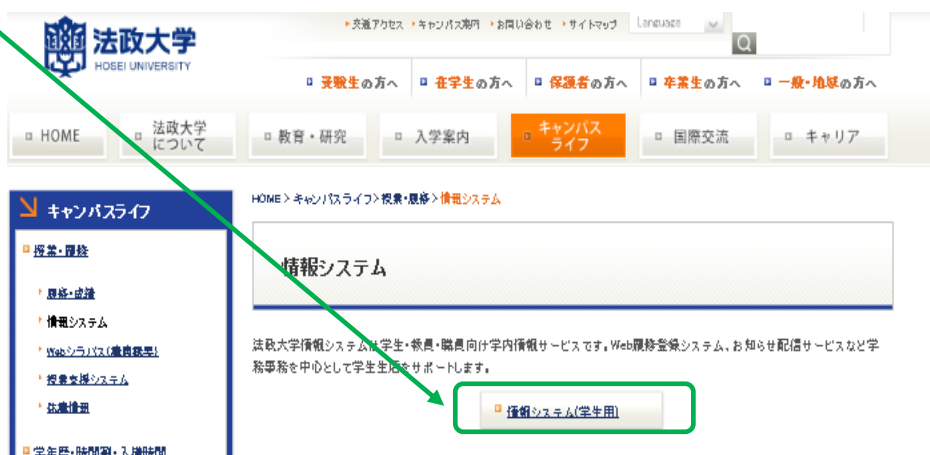 交通アクセス キャンパス案内 お問い合わせ サイトマップ Language
法政大学
HOSEI UNIVERSITY
受験生の方へ 在学生の方へ 保護者の方へ 卒業生の方へ 一般・地域の方へ
HOME 法政大学について 教育・研究 入学案内 キャンパスライフ 国際交流 キャリア
キャンパスライフ
HOME > キャンパスライフ > 授業・履修 > 情報システム
授業・履修
情報システム
履修・成績
情報システム
Webシラバス(講義概要)
授業支援システム
休講情報
法政大学情報システムは学生・教員・職員向け学内情報サービスです。Web履修登録システム、お知らせ配信サービスなど学
務事務を中心として学生生活をサポートします。
情報システム(学生用)
学年暦・時間割・入構時間